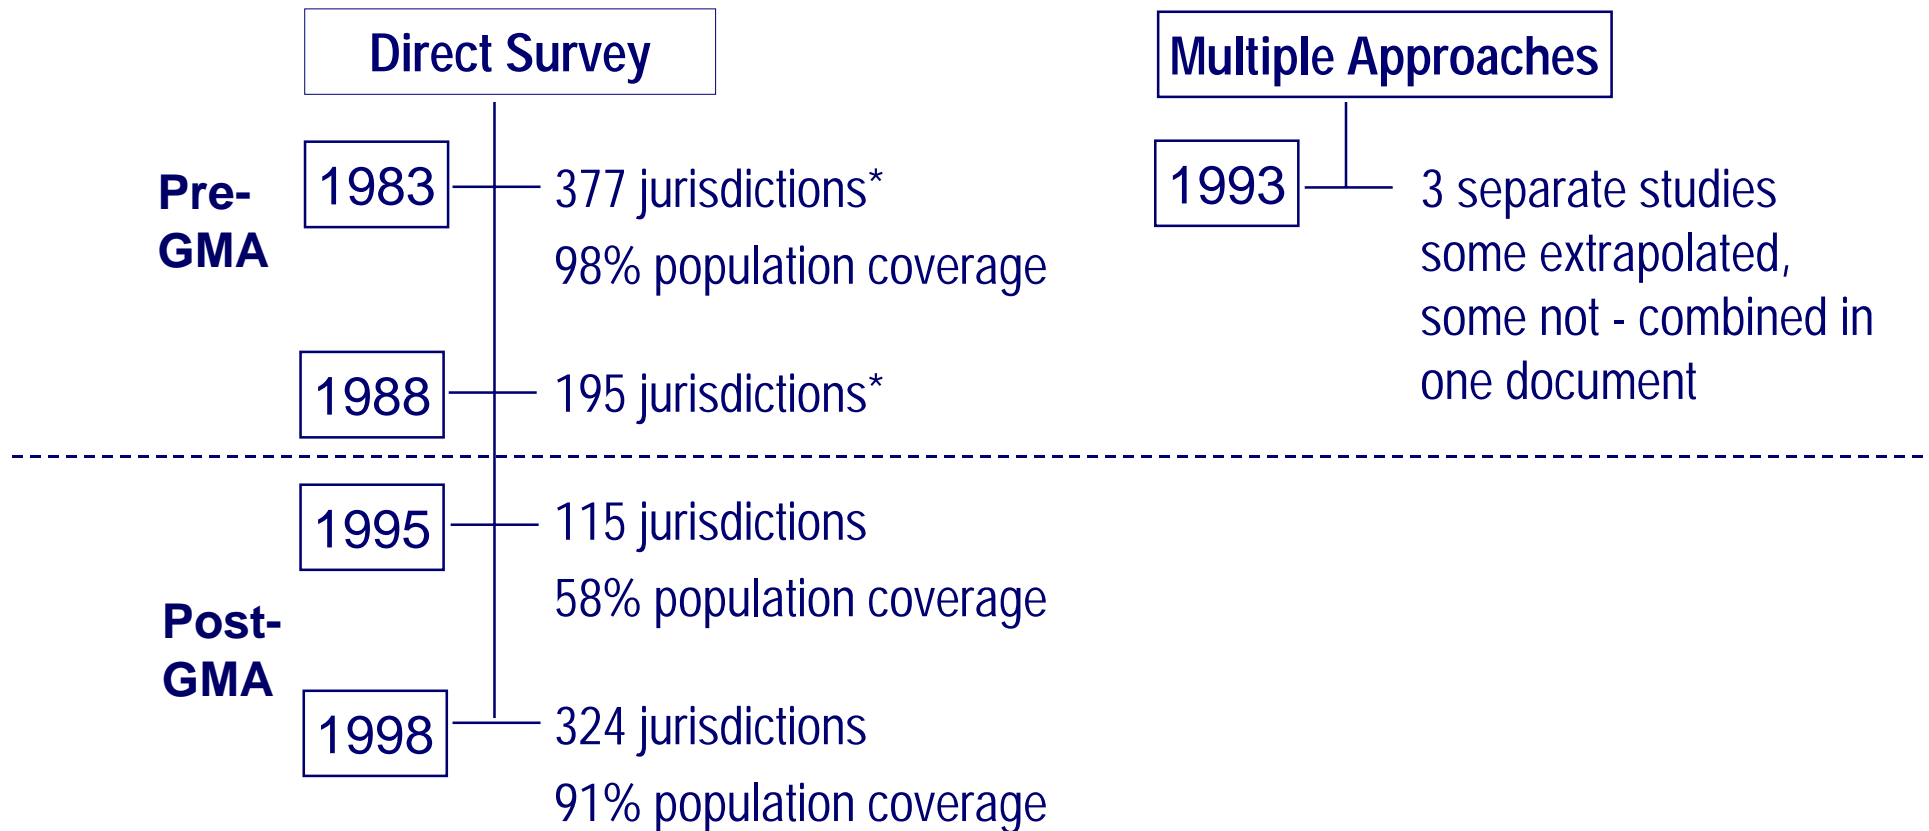 Direct Survey
Multiple Approaches
Pre-
GMA
1983
377 jurisdictions*
98% population coverage
1988
195 jurisdictions*
1993
3 separate studies
some extrapolated,
some not - combined in
one document
Post-
GMA
1995
115 jurisdictions
58% population coverage
1998
324 jurisdictions
91% population coverage